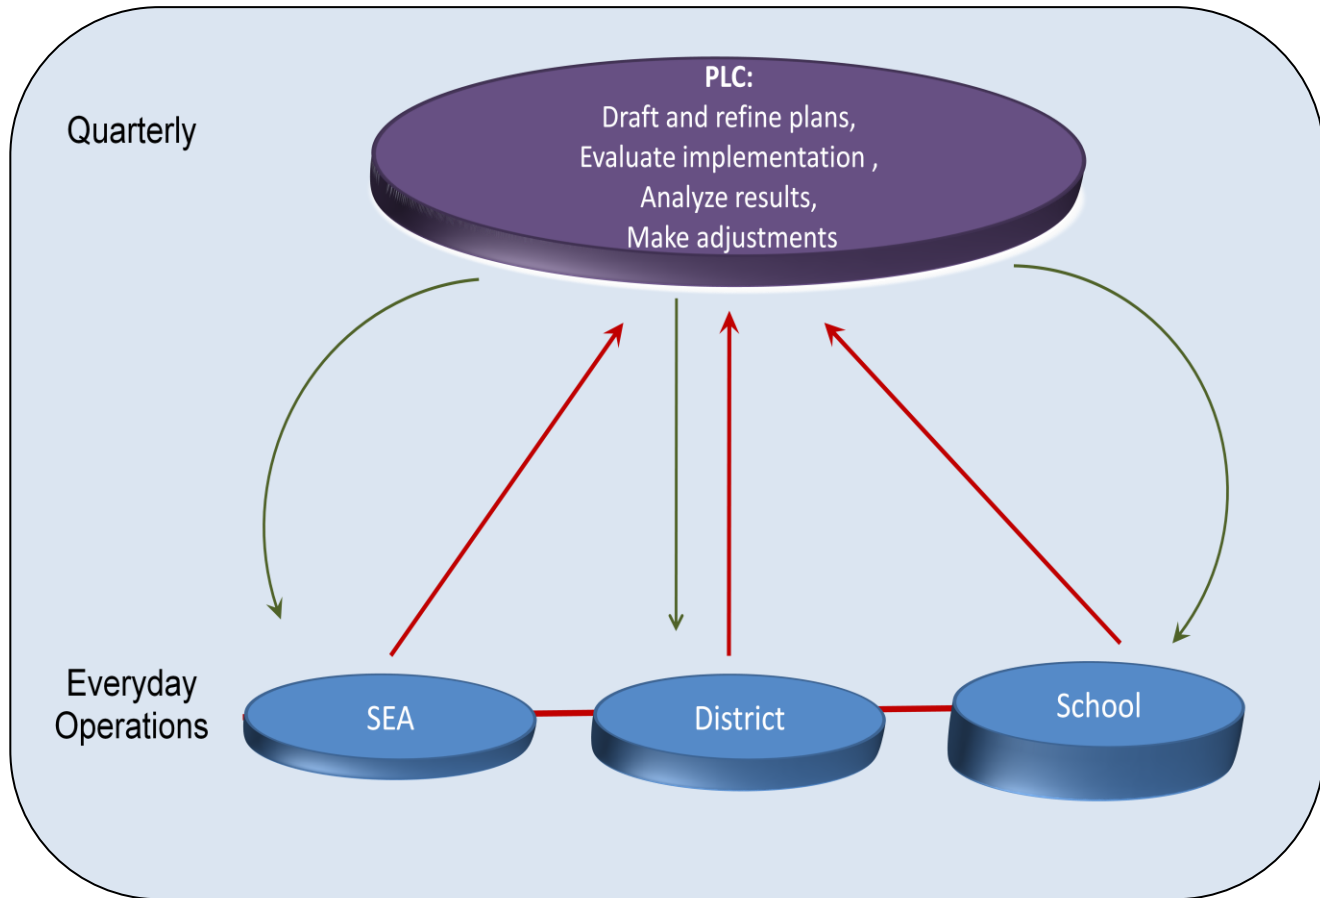 PLC:
Draft and refine plans,
Evaluate implementation ,
Analyze results,
Make adjustments
Quarterly
Everyday
Operations
SEA
District
School